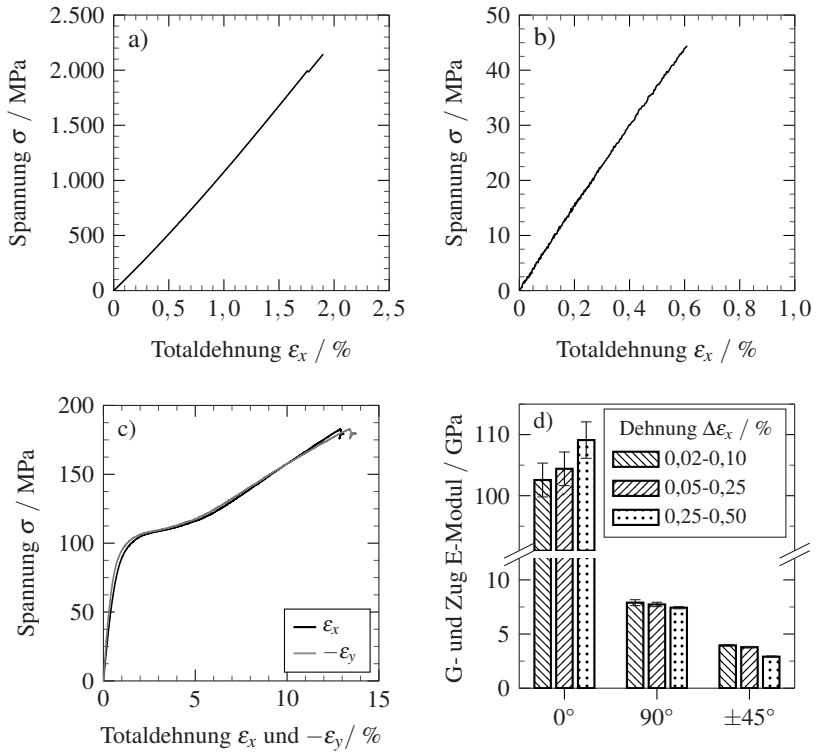 a)
2.500
2.000
1.500
1.000
500
0
0 0,5 1,0 1,5 2,0 2,5
Spannung σ / MPa
Totaldehnung εx / %
b)
50
40
30
20
10
0
0 0,2 0,4 0,6 0,8 1,0
Spannung σ / MPa
Totaldehnung εx / %
c)
200
150
100
50
0
0 5 10 15
Spannung σ / MPa
εx
−εy
Totaldehnung εx und −εy / %
d)
110
100
10
5
0
G- und Zug E-Modul / GPa
Dehnung Δεx / %
0,02-0,10
0,05-0,25
0,25-0,50
0° 90° ±45°